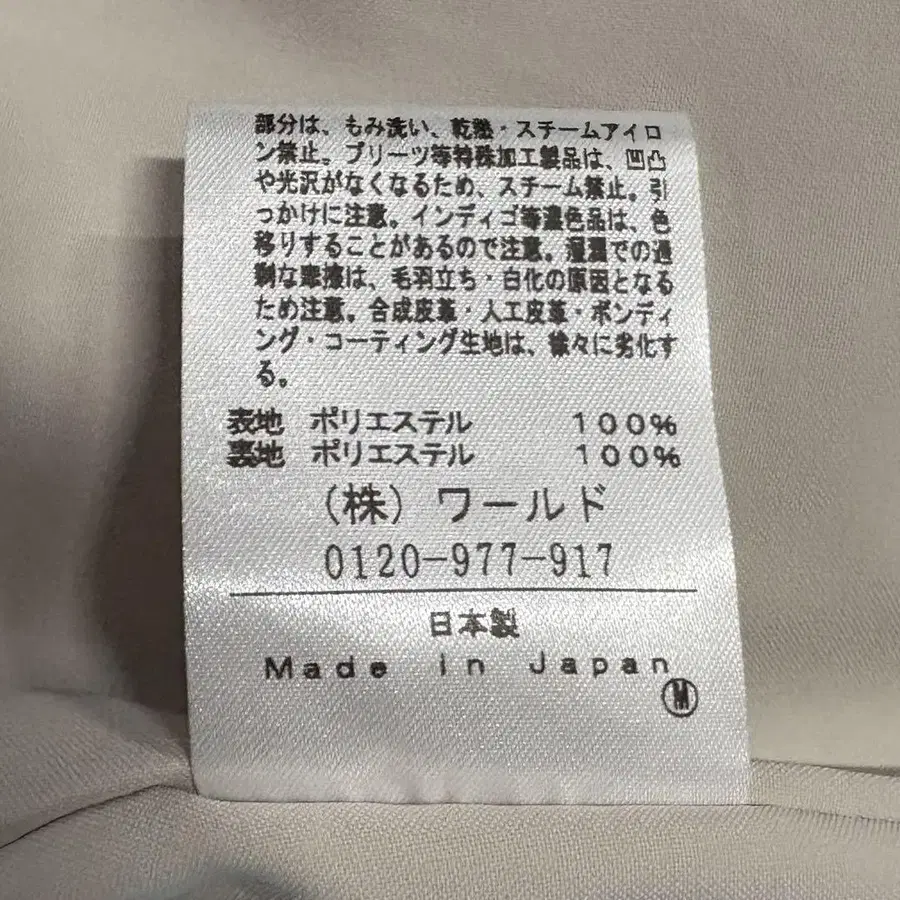 部分は、もみ洗い、乾熱・スチームアイロ
ン禁止。プリーツ等特殊加工製品は、凹凸
や光沢がなくなるため、スチーム禁止。引
っかけに注意。インディゴ等濃色品は、色
移りすることがあるので注意。湿潤での過
剰な摩擦は、毛羽立ち・白化の原因となる
ため注意。合成皮革・人工皮革・ボンディ
ング・コーティング生地は、徐々に劣化す
る。
表地 ポリエステル 100%
裏地 ポリエステル 100%
(株) ワールド
0120-977-917
日本製
Made in Japan
M